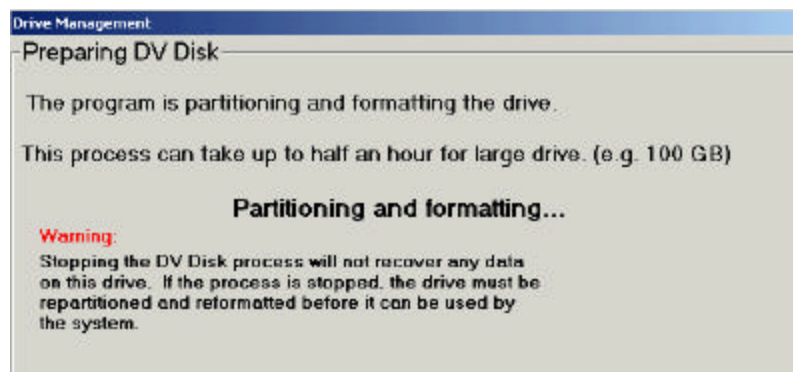 Drive Management
Preparing DV Disk
The program is partitioning and formatting the drive.
This process can take up to half an hour for large drive. (e.g. 100 GB)
Partitioning and formatting...
Warning:
Stopping the DV Disk process will not recover any data
on this drive. If the process is stopped, the drive must be
repartitioned and reformatted before it can be used by
the system.